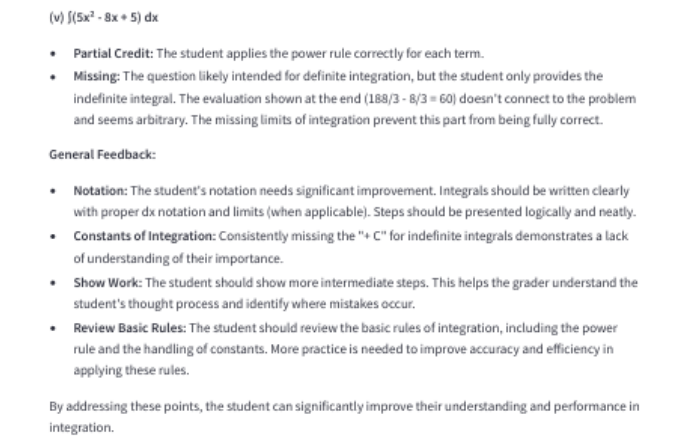 (v) ∫(5x² - 8x + 5) dx
• Partial Credit: The student applies the power rule correctly for each term.
• Missing: The question likely intended for definite integration, but the student only provides the
indefinite integral. The evaluation shown at the end (188/3 - 8/3 = 60) doesn't connect to the problem
and seems arbitrary. The missing limits of integration prevent this part from being fully correct.
General Feedback:
• Notation: The student's notation needs significant improvement. Integrals should be written clearly
with proper dx notation and limits (when applicable). Steps should be presented logically and neatly.
• Constants of Integration: Consistently missing the "+ C" for indefinite integrals demonstrates a lack
of understanding of their importance.
• Show Work: The student should show more intermediate steps. This helps the grader understand the
student's thought process and identify where mistakes occur.
• Review Basic Rules: The student should review the basic rules of integration, including the power
rule and the handling of constants. More practice is needed to improve accuracy and efficiency in
applying these rules.
By addressing these points, the student can significantly improve their understanding and performance in
integration.